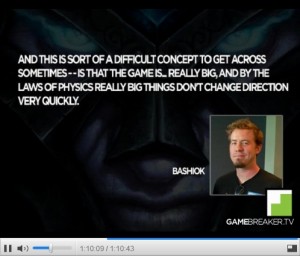 AND THIS IS SORT OF A DIFFICULT CONCEPT TO GET ACROSS
SOMETIMES -- IS THAT THE GAME IS... REALLY BIG, AND BY THE
LAWS OF PHYSICS REALLY BIG THINGS DON'T CHANGE DIRECTION
VERY QUICKLY.
BASHIOK
GAMEBREAKER.TV
1:10:09 / 1:10:43